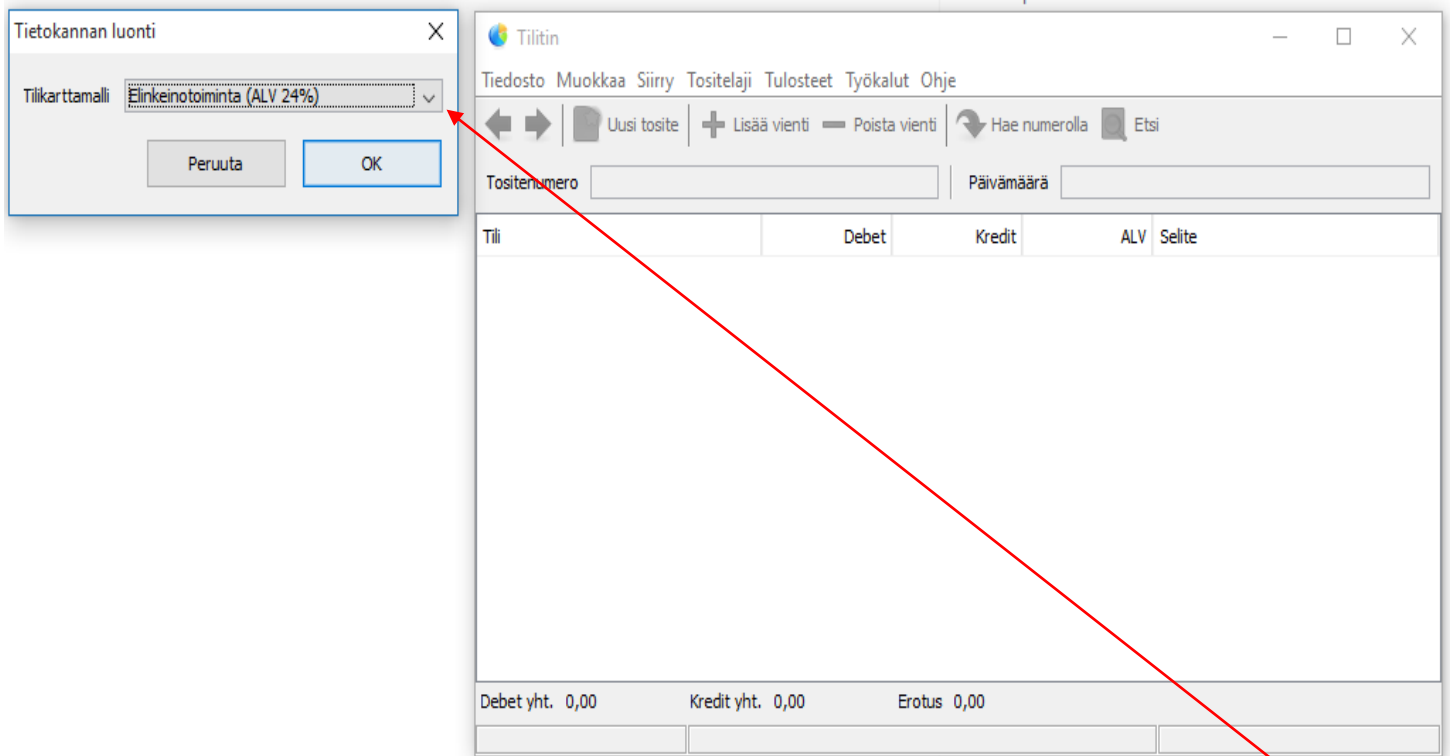 Tietokannan luonti
Tilikarttamalli Elinkeinotoiminta (ALV 24%)
Peruuta OK
Tilitin
Tiedosto Muokkaa Siirry Tositelaji Tulosteet Työkalut Ohje
Uusi tosite Lisää vienti Poista vienti Hae numerolla Etsi
Tositenumero Päivämäärä
Tili Debet Kredit ALV Selite
Debet yht. 0,00 Kredit yht. 0,00 Erotus 0,00